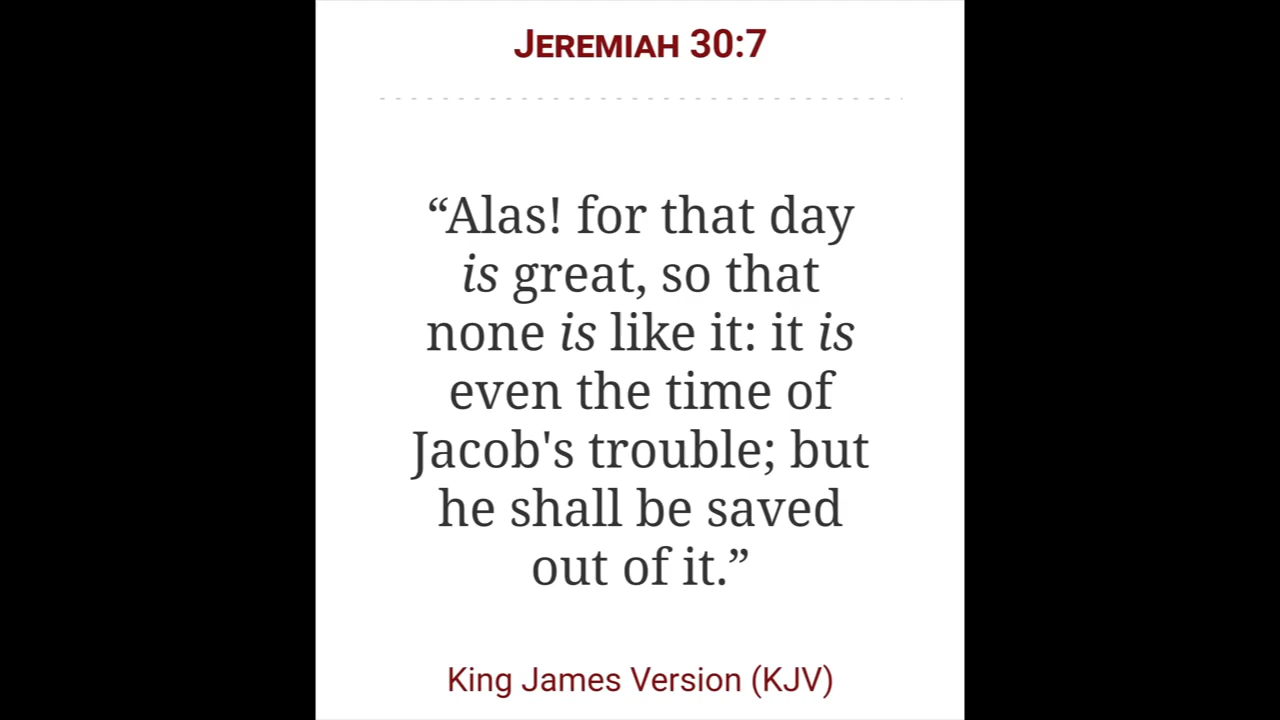 JEREMIAH 30:7
“Alas! for that day
is great, so that
none is like it: it is
even the time of
Jacob's trouble; but
he shall be saved
out of it.”
King James Version (KJV)